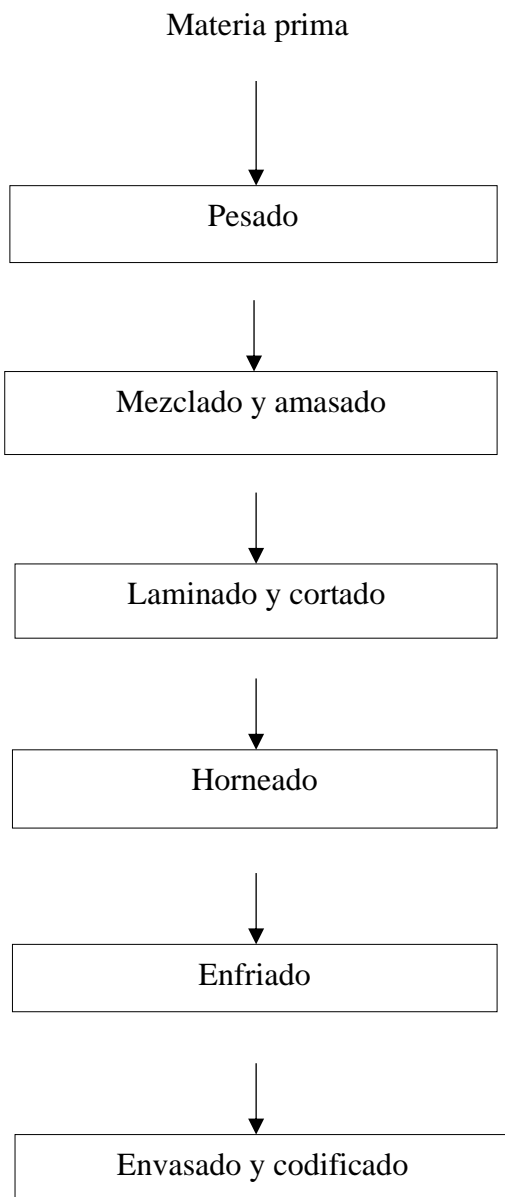 Materia prima
Pesado
Mezclado y amasado
Laminado y cortado
Horneado
Enfriado
Envasado y codificado